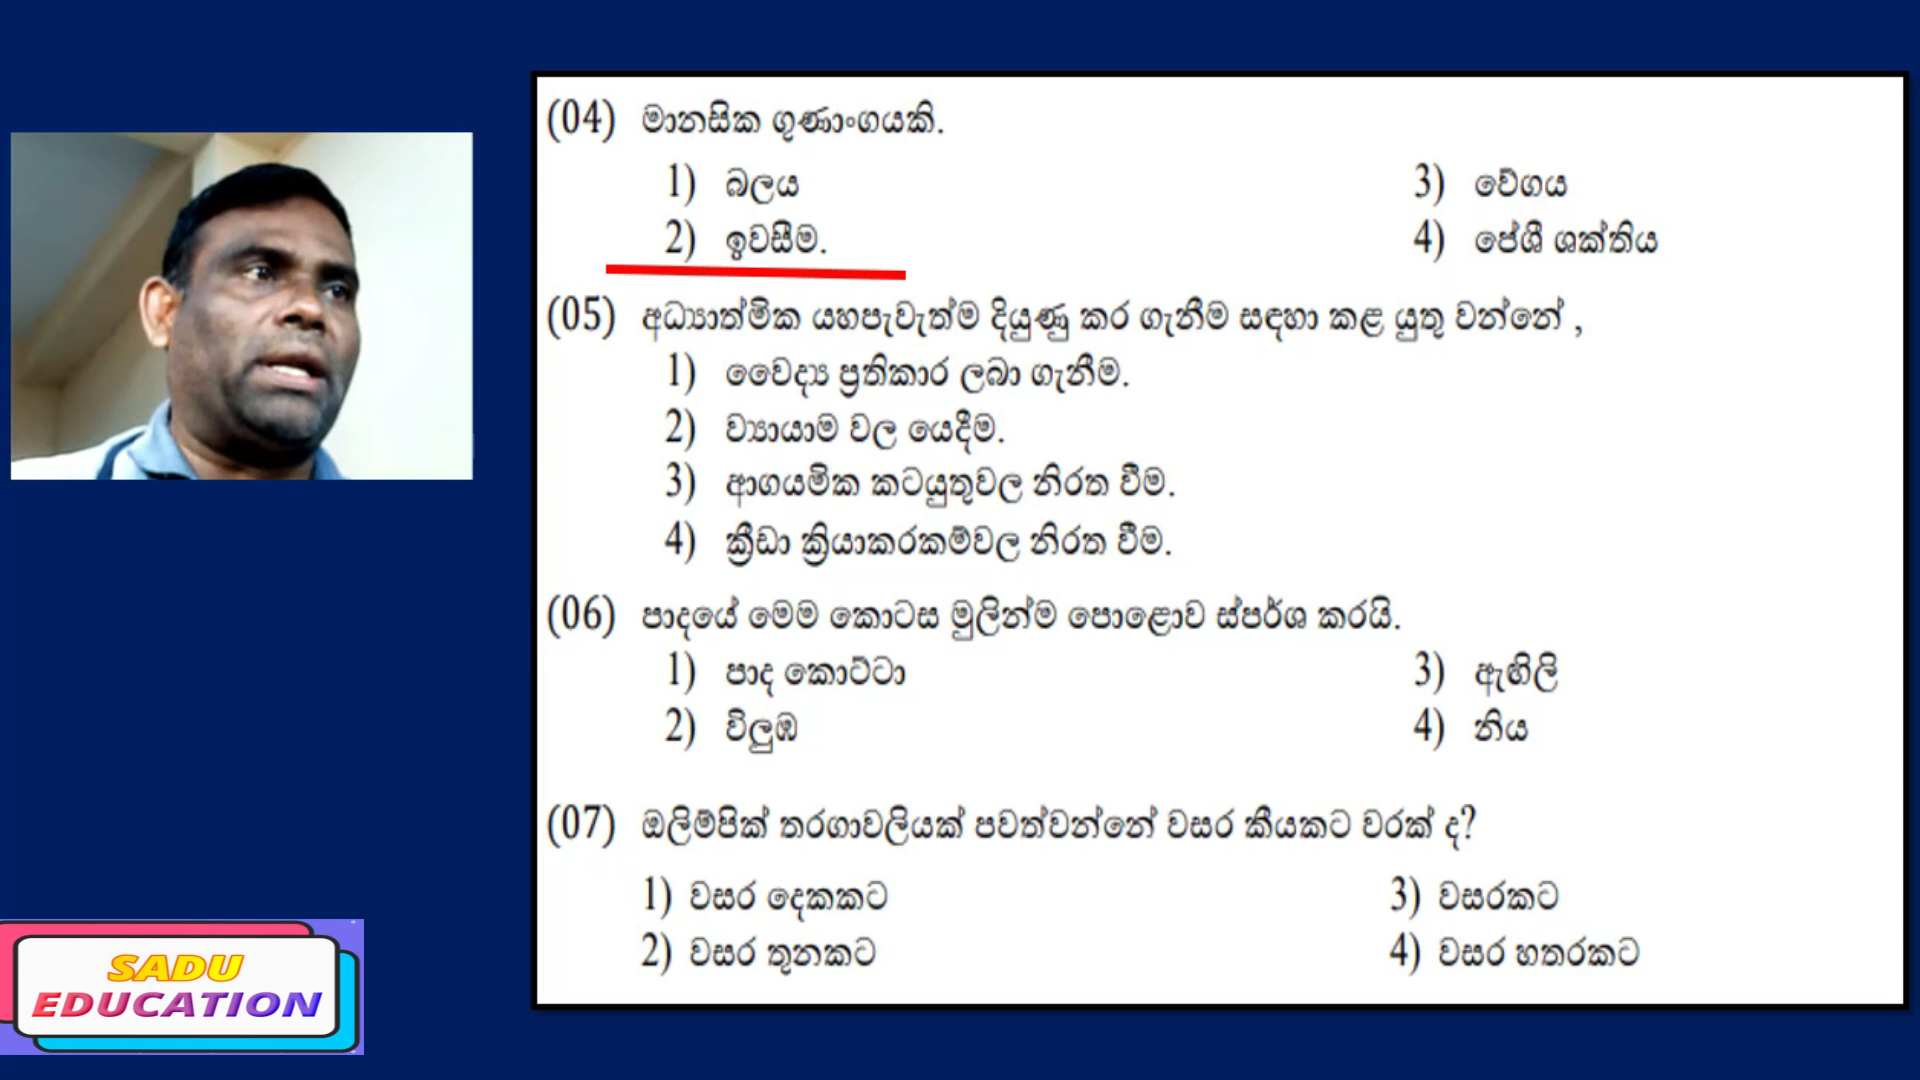 (04) මානසික ගුණාංගයකි.
1) බලය 3) වේගය
2) ඉවසීම. 4) පේශී ශක්තිය
(05) අධ්‍යාත්මික යහපැවැත්ම දියුණු කර ගැනීම සඳහා කළ යුතු වන්නේ ,
1) වෛද්‍ය ප්‍රතිකාර ලබා ගැනීම.
2) ව්‍යායාම වල යෙදීම.
3) ආගයමික කටයුතුවල නිරත වීම.
4) ක්‍රීඩා ක්‍රියාකරකම්වල නිරත වීම.
(06) පාදයේ මෙම කොටස මුලින්ම පොළොව ස්පර්ශ කරයි.
1) පාද කොට්ටා 3) ඇඟිලි
2) විලුඹ 4) නිය
(07) ඔලිම්පික් තරගාවලියක් පවත්වන්නේ වසර කීයකට වරක් ද?
1) වසර දෙකකට 3) වසරකට
2) වසර තුනකට 4) වසර හතරකට
SADU
EDUCATION